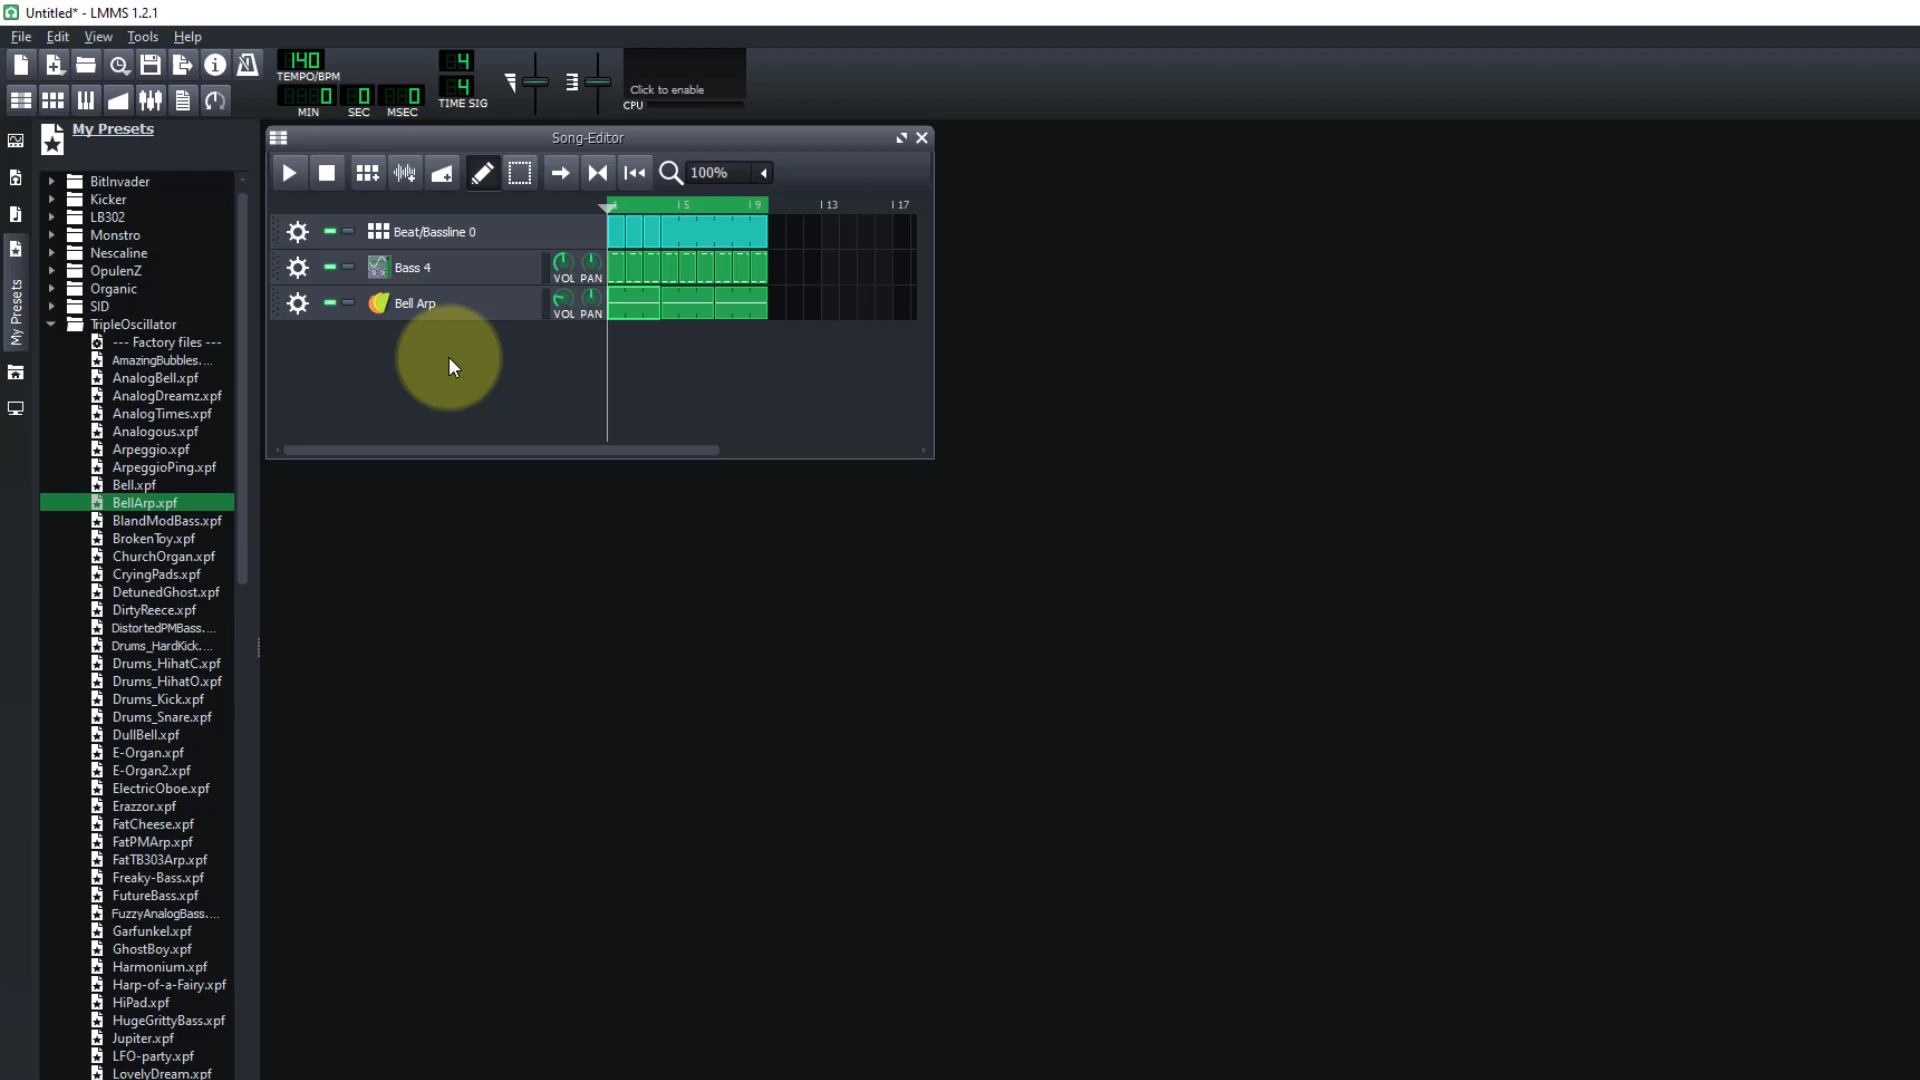 Untitled* - LMMS 1.2.1
File Edit View Tools Help
140
TEMPO/BPM
0 0 0
MIN SEC MSEC
4
4
TIME SIG
Click to enable
CPU
My Presets
My Presets
BitInvader
Kicker
LB302
Monstro
Nescaline
OpulenZ
Organic
SID
TripleOscillator
--- Factory files ---
AmazingBubbles....
AnalogBell.xpf
AnalogDreamz.xpf
AnalogTimes.xpf
Analogous.xpf
Arpeggio.xpf
ArpeggioPing.xpf
Bell.xpf
BellArp.xpf
BlandModBass.xpf
BrokenToy.xpf
ChurchOrgan.xpf
CryingPads.xpf
DetunedGhost.xpf
DirtyReece.xpf
DistortedPMBass....
Drums_HardKick....
Drums_HihatC.xpf
Drums_HihatO.xpf
Drums_Kick.xpf
Drums_Snare.xpf
DullBell.xpf
E-Organ.xpf
E-Organ2.xpf
ElectricOboe.xpf
Erazzor.xpf
FatCheese.xpf
FatPMArp.xpf
FatTB303Arp.xpf
Freaky-Bass.xpf
FutureBass.xpf
FuzzyAnalogBass....
Garfunkel.xpf
GhostBoy.xpf
Harmonium.xpf
Harp-of-a-Fairy.xpf
HiPad.xpf
HugeGrittyBass.xpf
Jupiter.xpf
LFO-party.xpf
LovelyDream.xpf
Song-Editor
100%
5 9 13 17
Beat/Bassline 0
Bass 4
VOL PAN
Bell Arp
VOL PAN